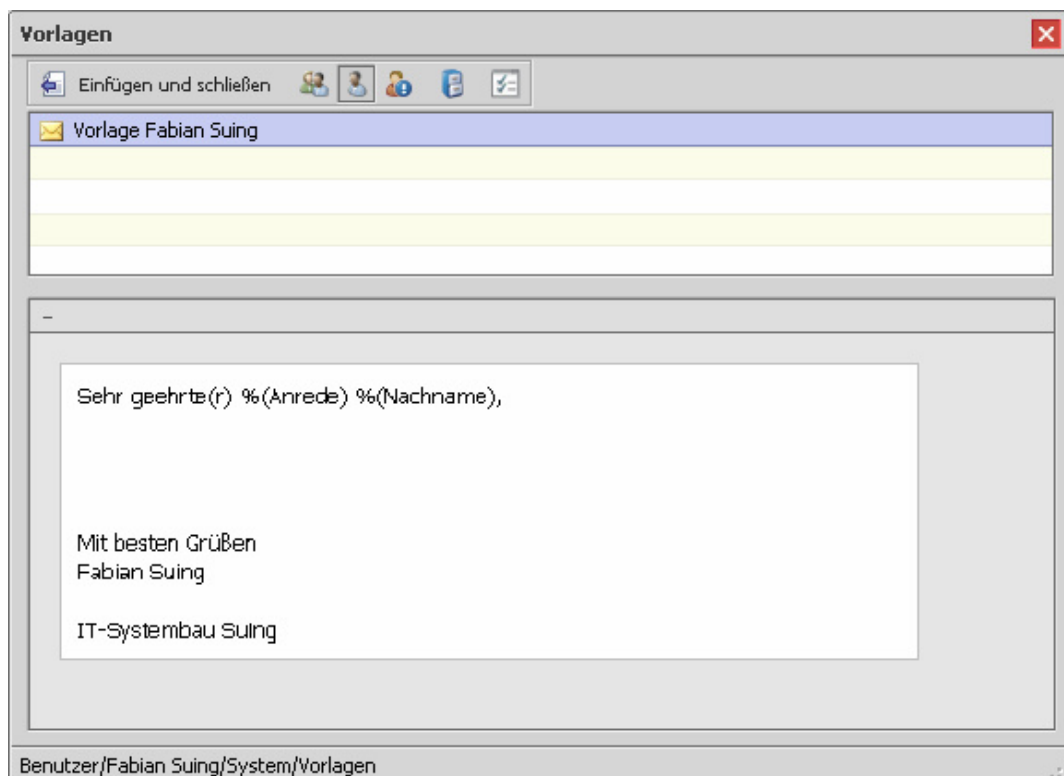 Vorlagen
Einfügen und schließen
Vorlage Fabian Suing
–
Sehr geehrte(r) %(Anrede) %(Nachname),
Mit besten Grüßen
Fabian Suing
IT-Systembau Suing
Benutzer/Fabian Suing/System/Vorlagen